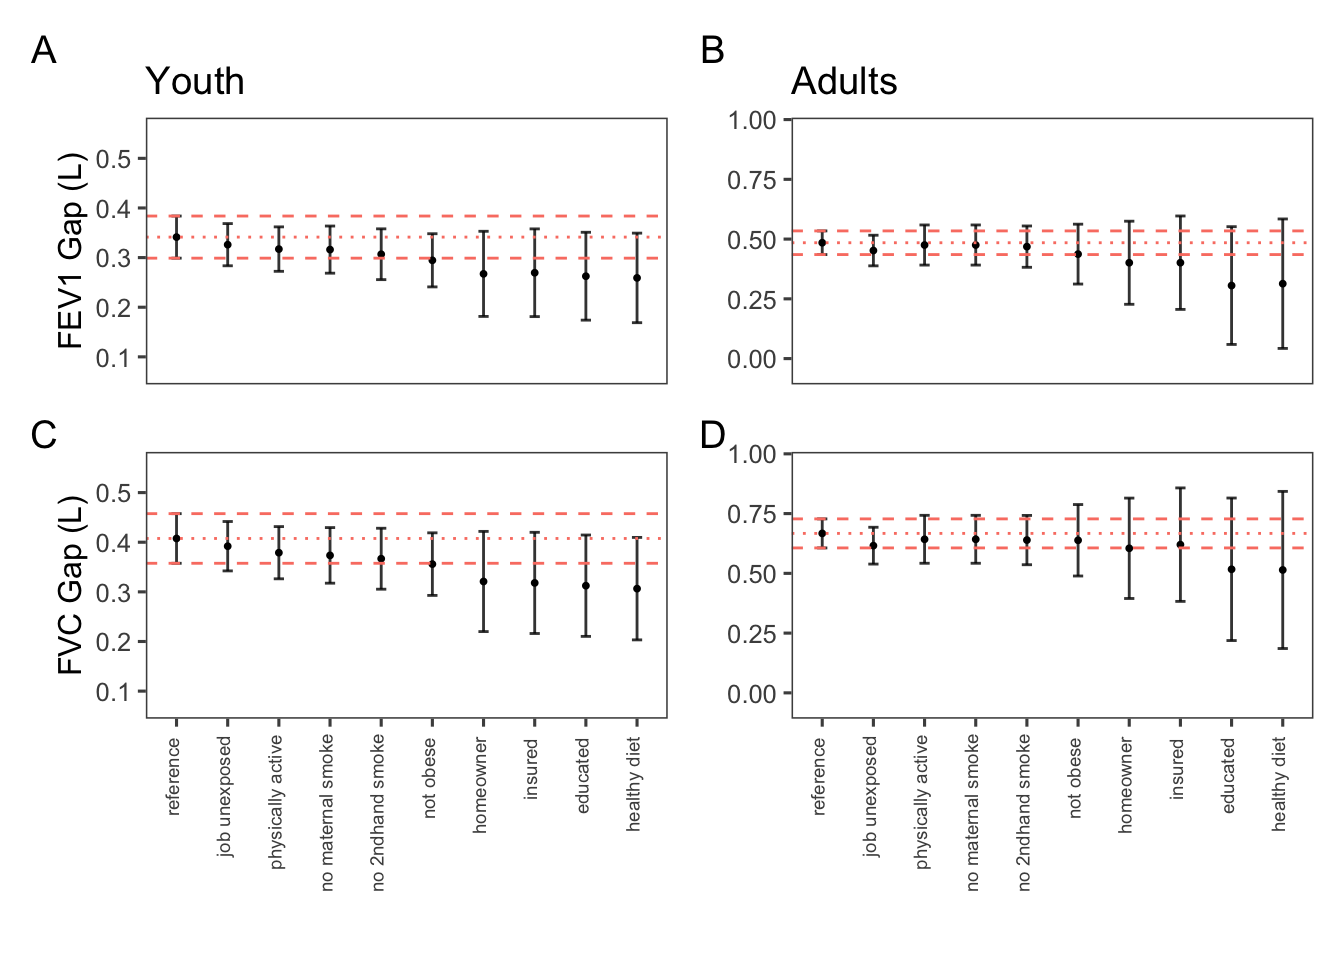 A
Youth
FEV1 Gap (L)
0.5
0.4
0.3
0.2
0.1
B
Adults
1.00
0.75
0.50
0.25
0.00
C
FVC Gap (L)
0.5
0.4
0.3
0.2
0.1
reference
job unexposed
physically active
no maternal smoke
no 2ndhand smoke
not obese
homeowner
insured
educated
healthy diet
D
1.00
0.75
0.50
0.25
0.00
reference
job unexposed
physically active
no maternal smoke
no 2ndhand smoke
not obese
homeowner
insured
educated
healthy diet